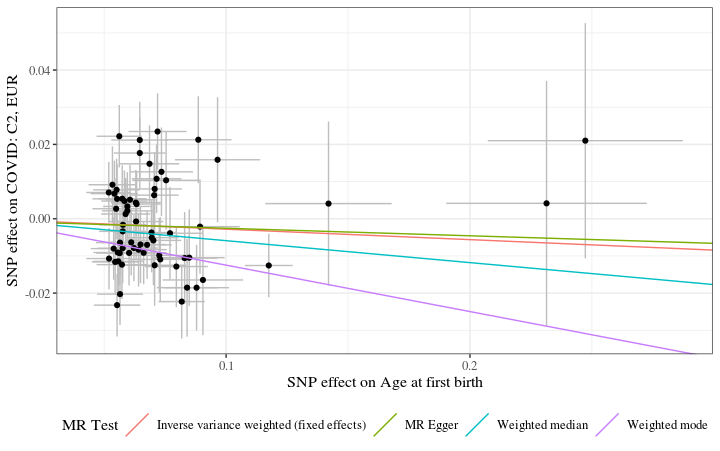 SNP effect on COVID: C2, EUR
0.04
0.02
0.00
-0.02
0.1
0.2
SNP effect on Age at first birth
MR Test
Inverse variance weighted (fixed effects)
MR Egger
Weighted median
Weighted mode